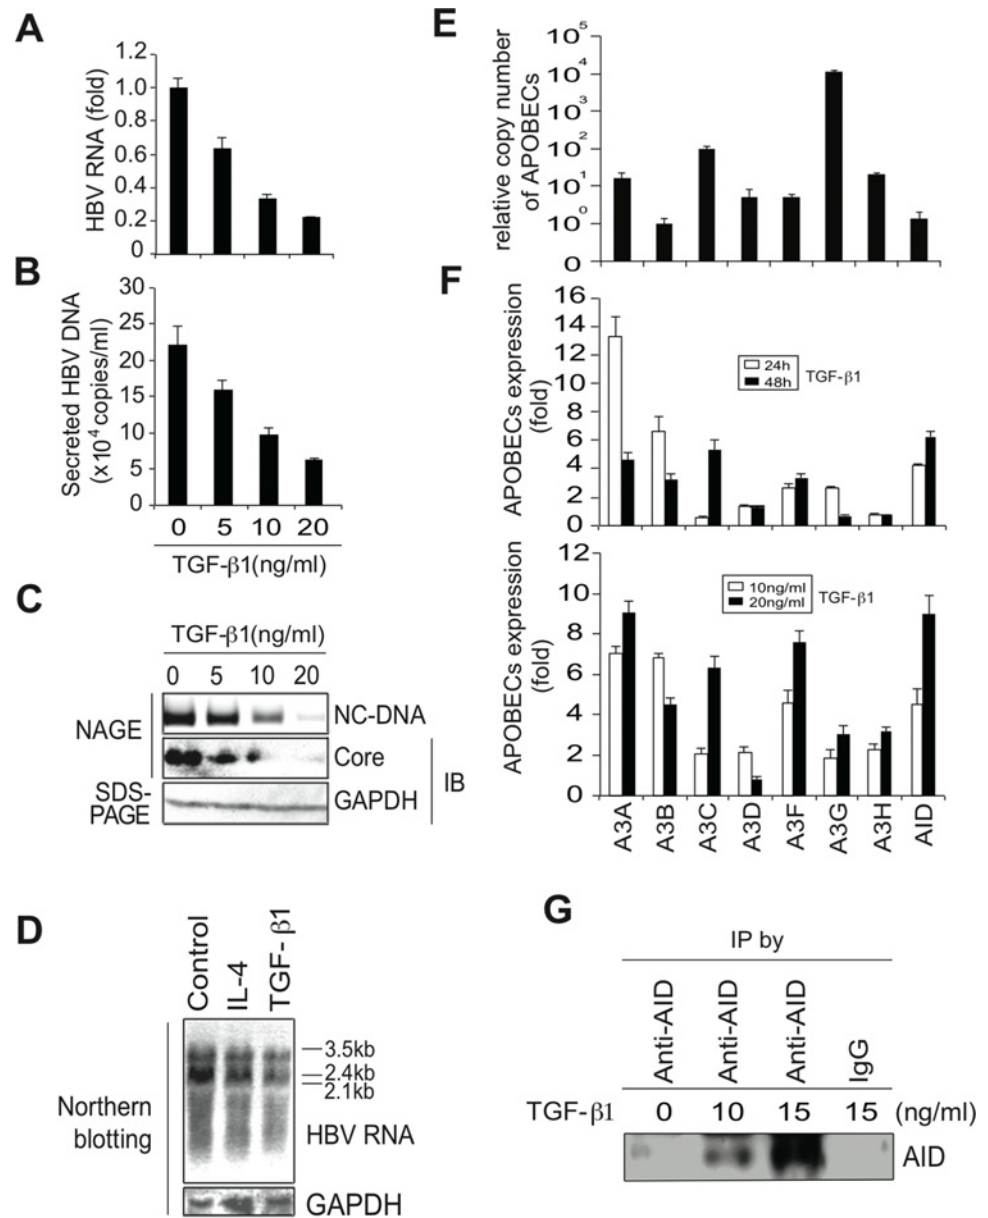 A
HBV RNA (fold)
1.2
1.0
0.8
0.6
0.4
0.2
0
B
Secreted HBV DNA
(x10⁴ copies/ml)
30
25
20
15
10
5
0
0 5 10 20
TGF-β1(ng/ml)
C
TGF-β1(ng/ml)
0 5 10 20
NAGE
NC-DNA
Core
SDS-
PAGE
GAPDH
IB
D
Control
IL-4
TGF-β1
3.5kb
2.4kb
2.1kb
Northern
blotting
HBV RNA
GAPDH
E
relative copy number
of APOBECs
10⁵
10⁴
10³
10²
10¹
10⁰
0
F
APOBECs expression
(fold)
16
14
12
10
8
6
4
2
0
24h
48h
TGF-β1
APOBECs expression
(fold)
12
10
8
6
4
2
0
10ng/ml
20ng/ml
TGF-β1
A3A A3B A3C A3D A3F A3G A3H AID
G
IP by
Anti-AID Anti-AID Anti-AID IgG
TGF-β1 0 10 15 15 (ng/ml)
AID